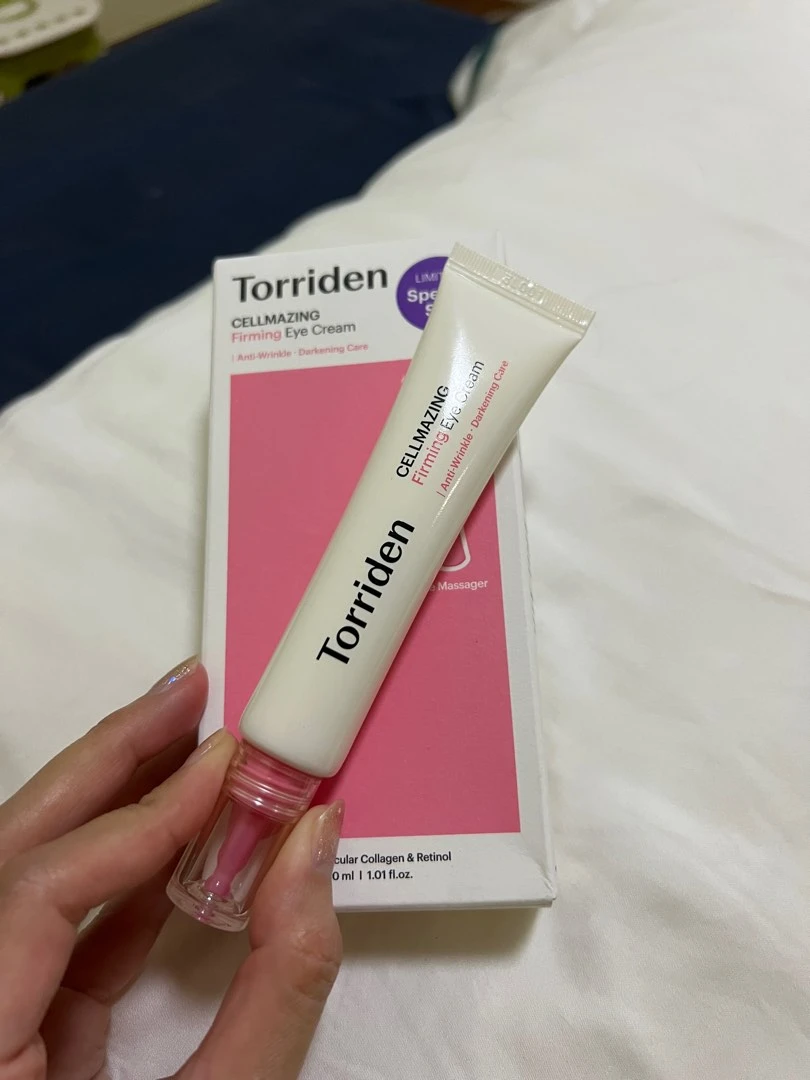 Torriden
CELLMAZING
Firming Eye Cream
| Anti-Wrinkle · Darkening Care
Massager
cular Collagen & Retinol
0 ml | 1.01 fl.oz.
CELLMAZING
Firming Eye Cream
| Anti-Wrinkle · Darkening Care
Torriden